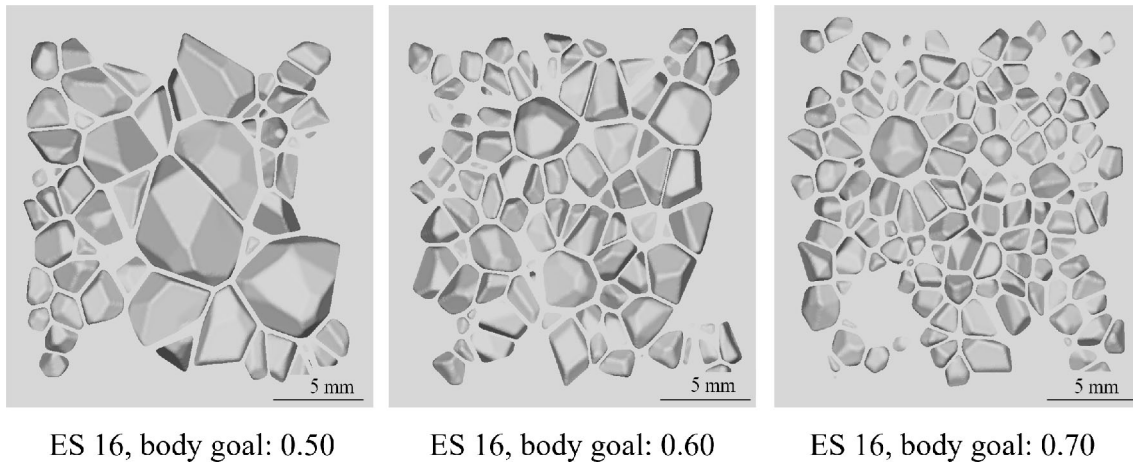 5 mm
5 mm
5 mm
ES 16, body goal: 0.50
ES 16, body goal: 0.60
ES 16, body goal: 0.70